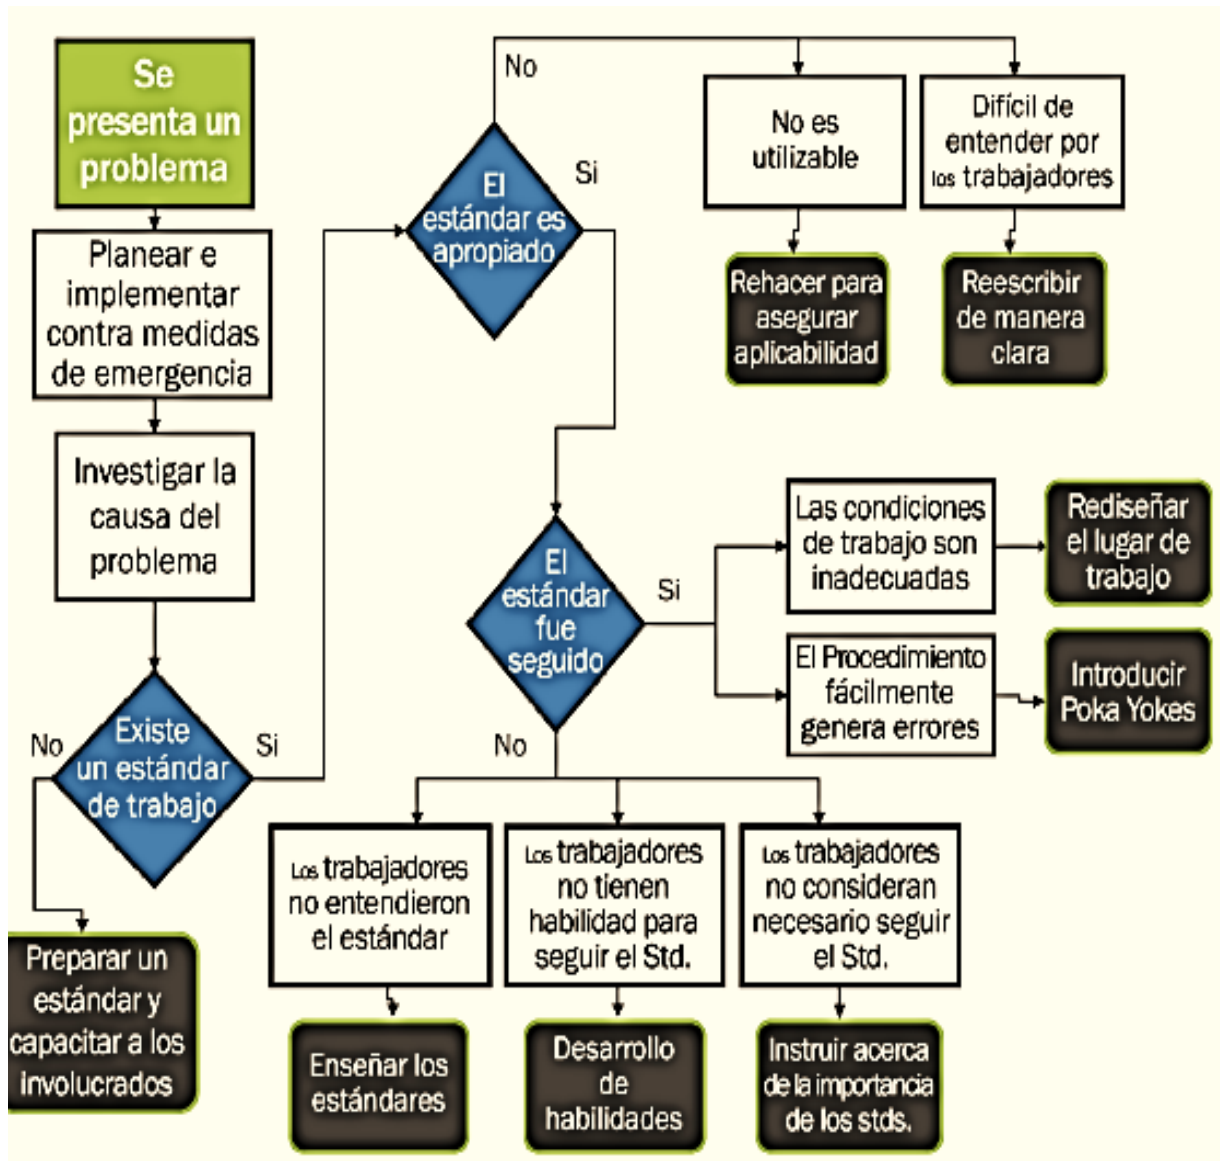 Se
presenta un
problema
Planear e
implementar
contra medidas
de emergencia
Investigar la
causa del
problema
Existe
un estándar
de trabajo
No
Si
Preparar un
estándar y
capacitar a los
involucrados
El
estándar es
apropiado
No
Si
No es
utilizable
Difícil de
entender por
los trabajadores
Rehacer para
asegurar
aplicabilidad
Reescribir
de manera
clara
El
estándar
fue
seguido
Si
No
Las condiciones
de trabajo son
inadecuadas
Rediseñar
el lugar de
trabajo
El Procedimiento
fácilmente
genera errores
Introducir
Poka Yokes
Los trabajadores
no entendieron
el estándar
Los trabajadores
no tienen
habilidad para
seguir el Std.
Los trabajadores
no consideran
necesario seguir
el Std.
Enseñar los
estándares
Desarrollo
de
habilidades
Instruir acerca
de la importancia
de los stds.